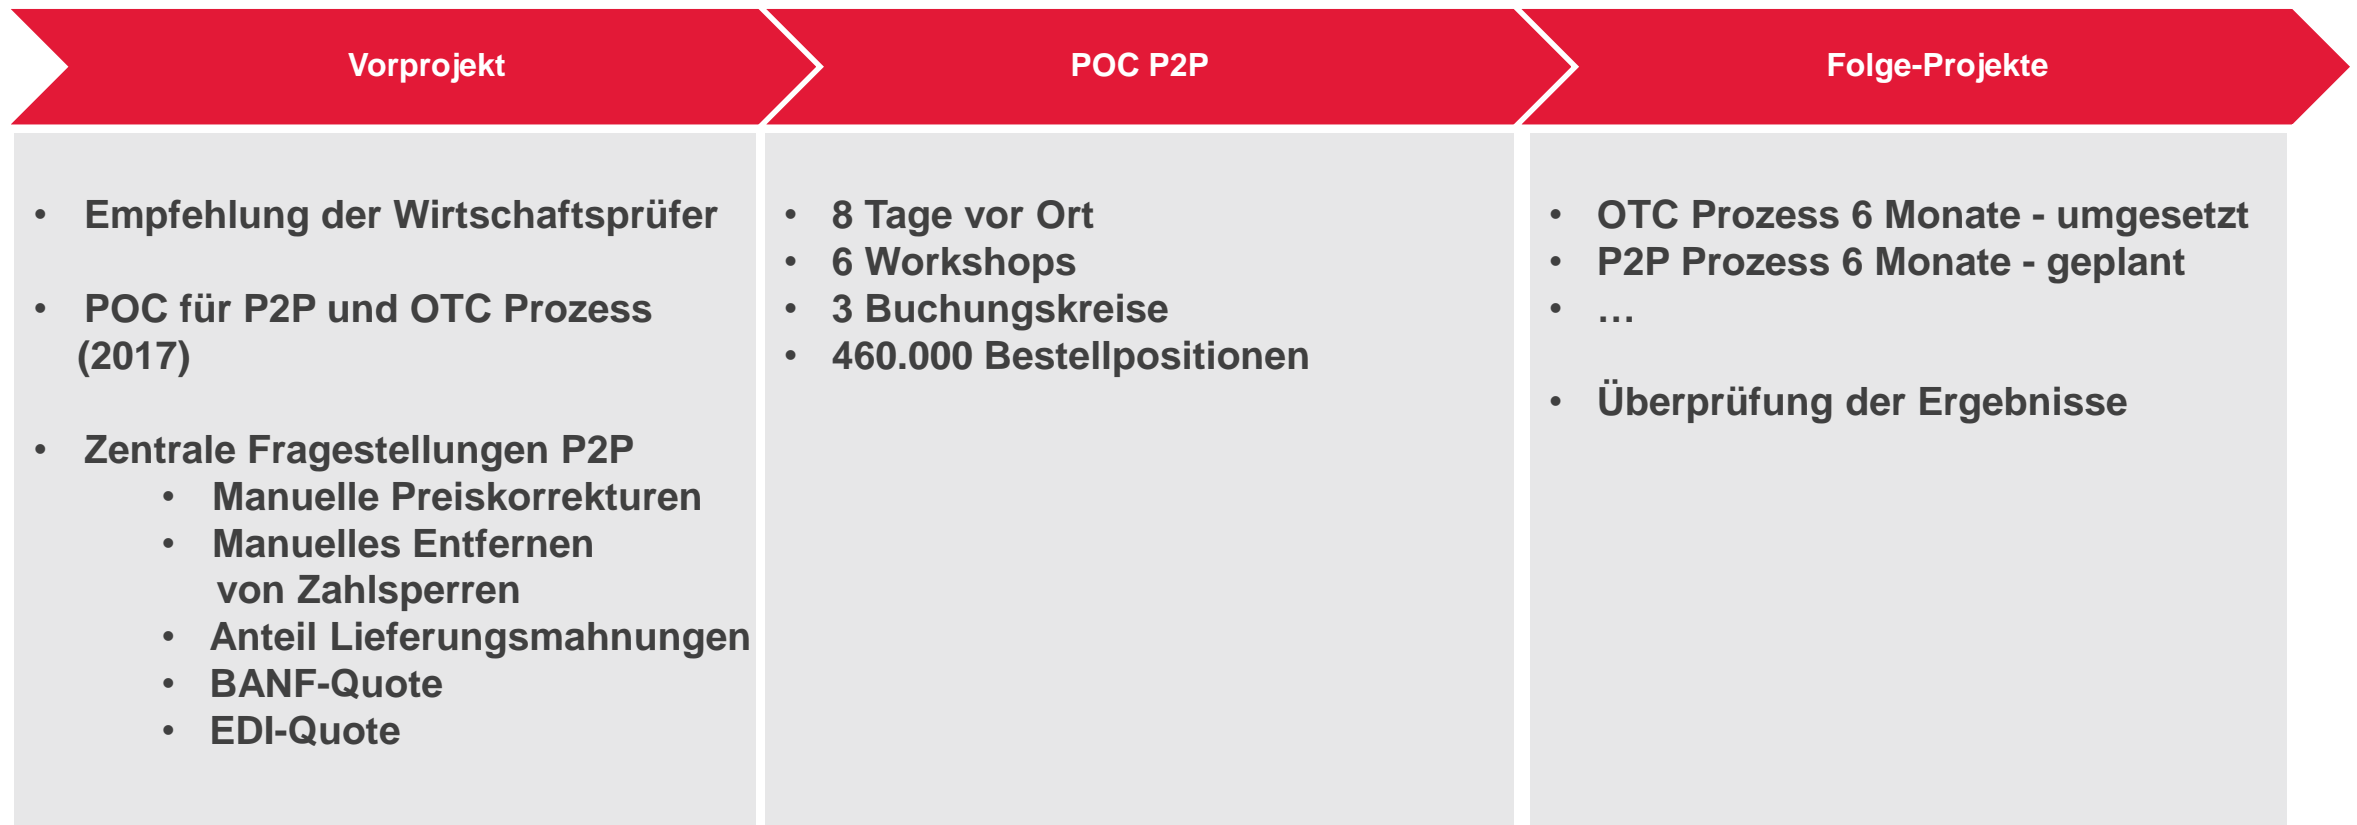 Vorprojekt
• Empfehlung der Wirtschaftsprüfer
• POC für P2P und OTC Prozess
(2017)
• Zentrale Fragestellungen P2P
• Manuelle Preiskorrekturen
• Manuelles Entfernen
von Zahlsperren
• Anteil Lieferungsmahnungen
• BANF-Quote
• EDI-Quote
POC P2P
• 8 Tage vor Ort
• 6 Workshops
• 3 Buchungskreise
• 460.000 Bestellpositionen
Folge-Projekte
• OTC Prozess 6 Monate - umgesetzt
• P2P Prozess 6 Monate - geplant
• …
• Überprüfung der Ergebnisse